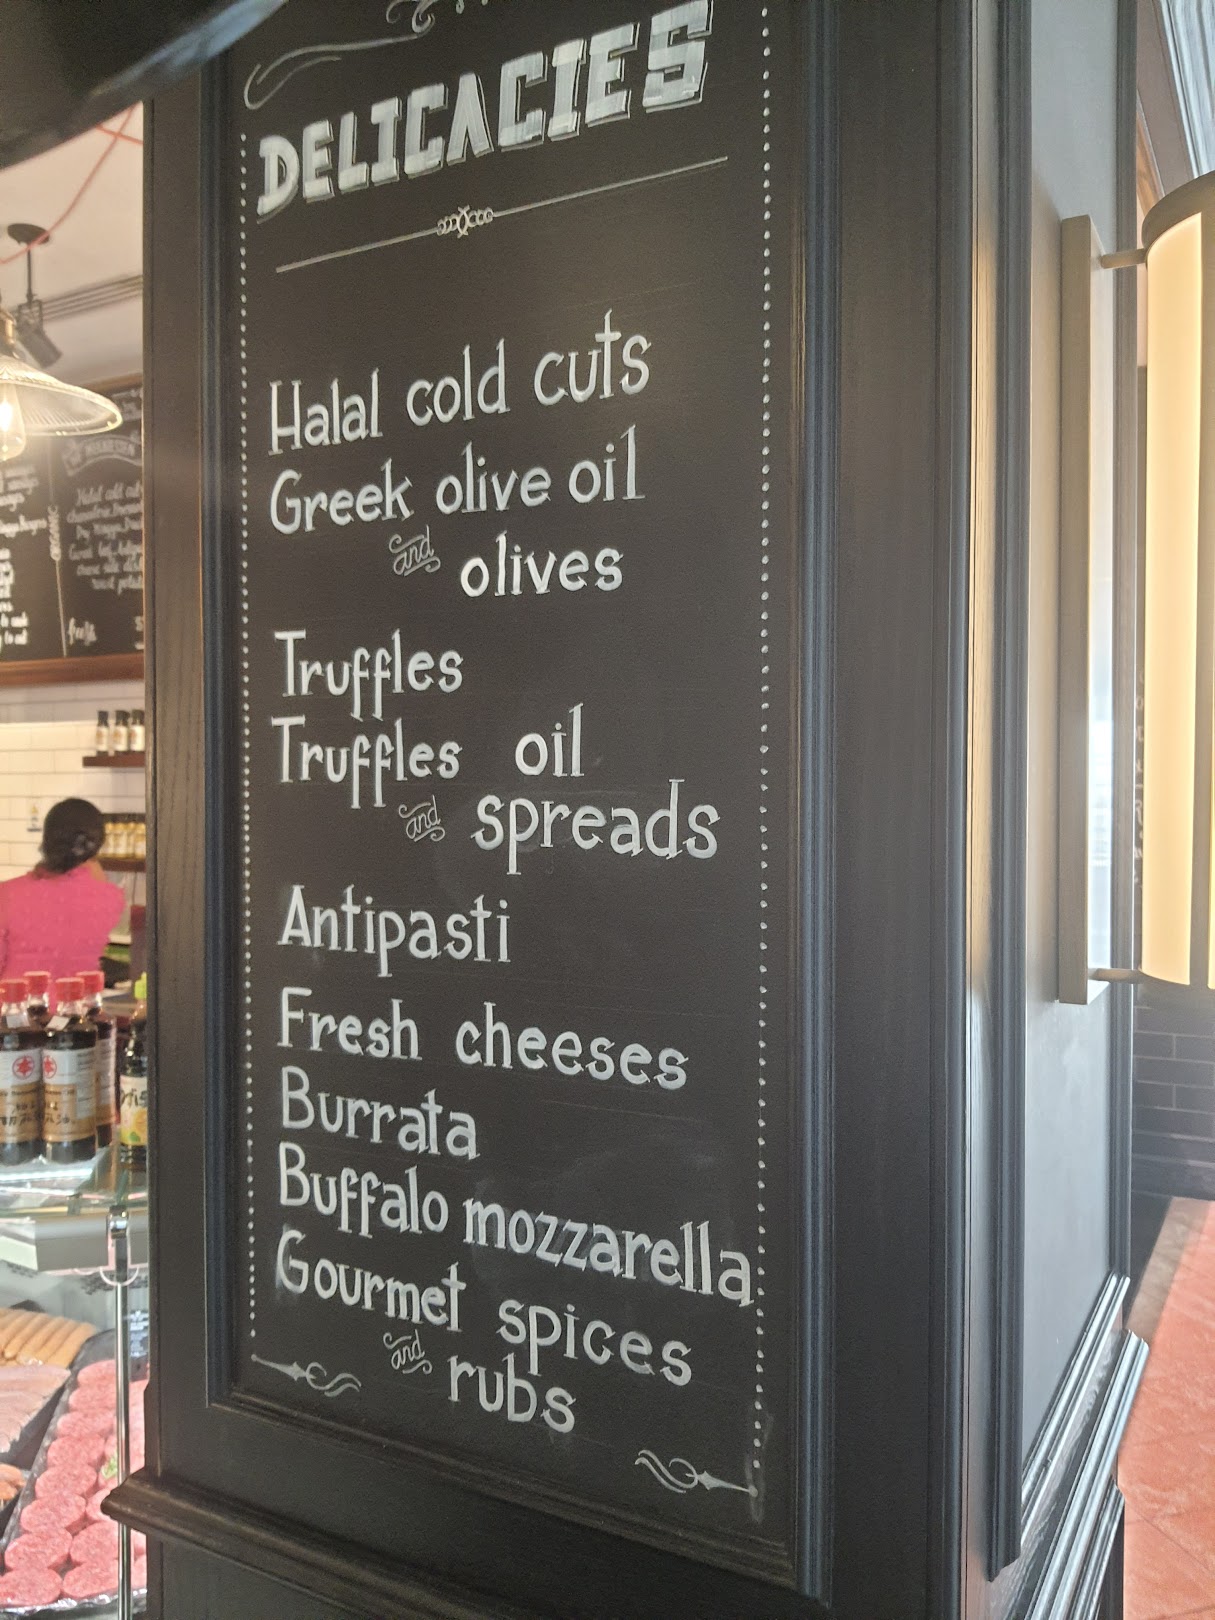 DELICACIES
Halal cold cuts
Greek olive oil
and olives
Truffles
Truffles oil
and spreads
Antipasti
Fresh cheeses
Burrata
Buffalo mozzarella
Gourmet spices
and rubs